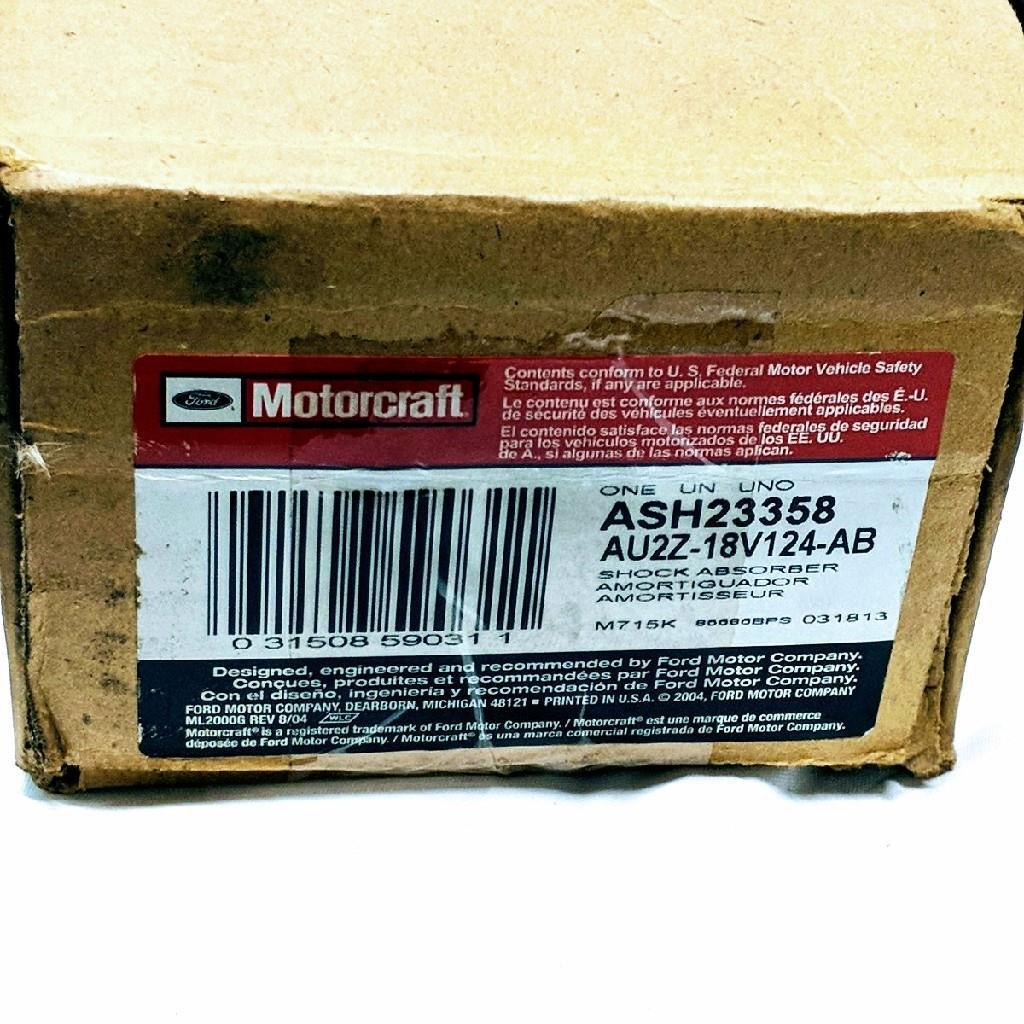 Ford
Motorcraft
Contents conform to U. S. Federal Motor Vehicle Safety
Standards, if any are applicable.
Le contenu est conforme aux normes fédérales des É.-U.
de sécurité des véhicules éventuellement applicables.
El contenido satisface las normas federales de seguridad
para los vehículos motorizados de los EE. UU.
de A., si algunas de las normas aplican.
ONE UN UNO
ASH23358
AU2Z-18V124-AB
SHOCK ABSORBER
AMORTIGUADOR
AMORTISSEUR
M715K 031813
0 31508 59031 1
Designed, engineered and recommended by Ford Motor Company.
Conçues, produites et recommandées par Ford Motor Company.
Con el diseño, ingeniería y recomendación de Ford Motor Company.
FORD MOTOR COMPANY, DEARBORN, MICHIGAN 48121 ▪ PRINTED IN U.S.A. © 2004, FORD MOTOR COMPANY
ML2000G REV 8/04 WLC
Motorcraft® is a registered trademark of Ford Motor Company. / Motorcraft® est une marque de commerce
déposée de Ford Motor Company. / Motorcraft® es una marca comercial registrada de Ford Motor Company.